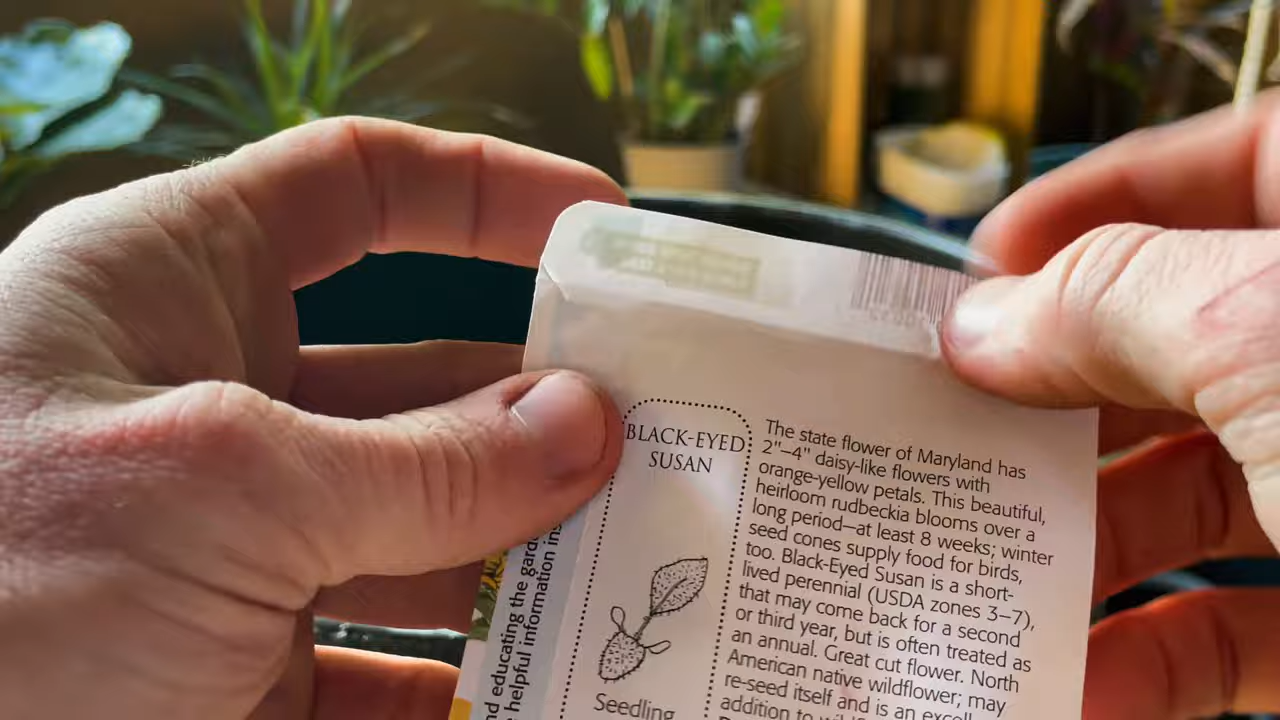 BLACK-EYED
SUSAN
Seedling
The state flower of Maryland has
2"–4" daisy-like flowers with
orange-yellow petals. This beautiful,
heirloom rudbeckia blooms over a
long period—at least 8 weeks; winter
seed cones supply food for birds,
too. Black-Eyed Susan is a short-
lived perennial (USDA zones 3–7),
that may come back for a second
or third year, but is often treated as
an annual. Great cut flower. North
American native wildflower; may
re-seed itself and is an excell
addition to
nd educating the gard
helpful information ins